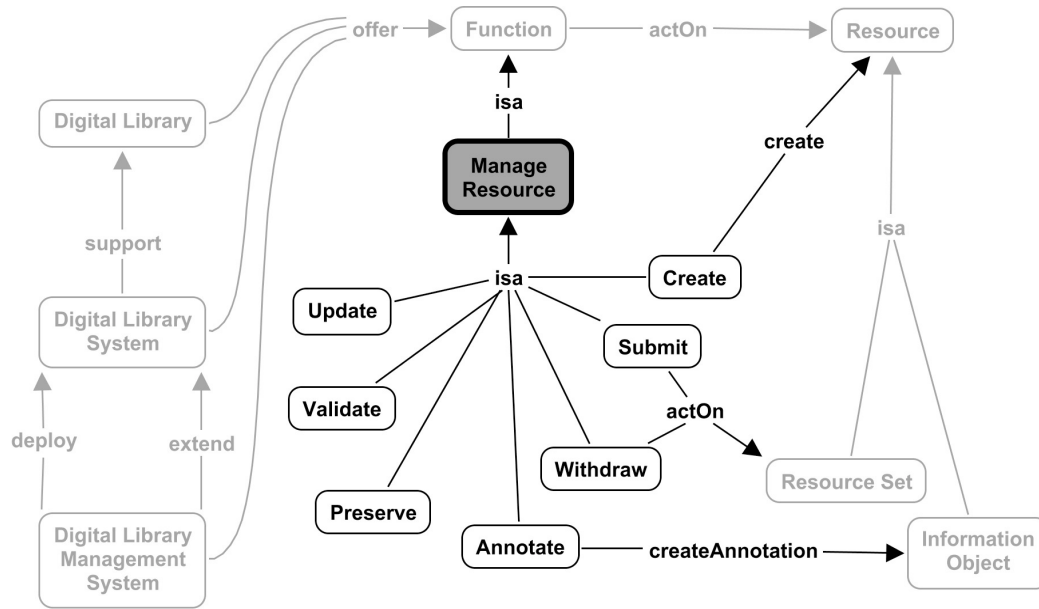 offer
Function
actOn
Resource
Digital Library
isa
Manage
Resource
create
support
isa
isa
Create
Update
Digital Library
System
Submit
Validate
actOn
deploy
extend
Withdraw
Resource Set
Preserve
Digital Library
Management
System
Annotate
createAnnotation
Information
Object